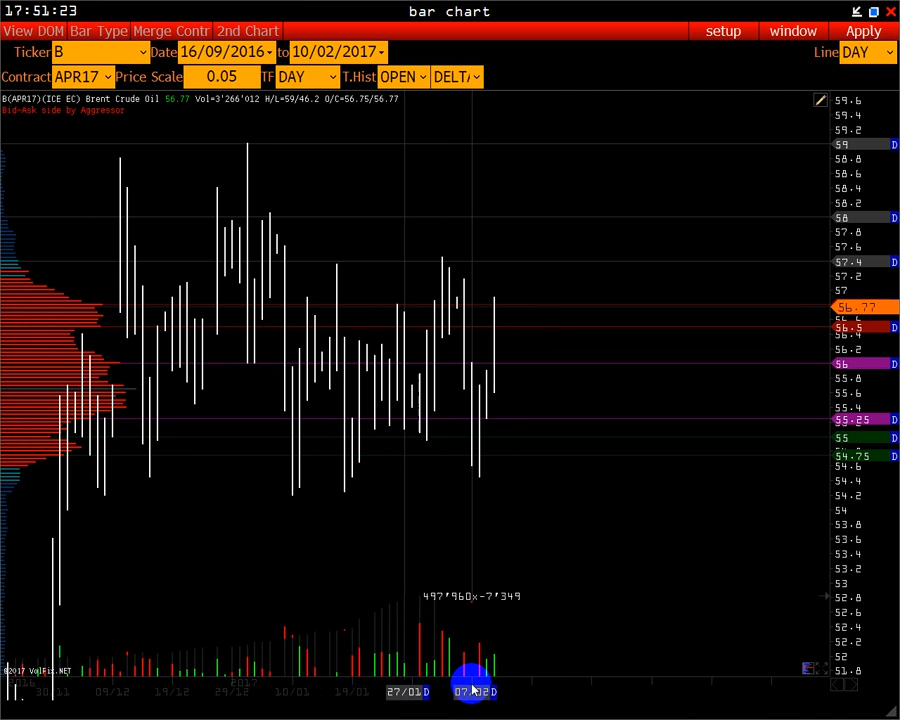 17:51:23 bar chart
View DOM Bar Type Merge Contr 2nd Chart setup window Apply
Ticker B Date 16/09/2016 to 10/02/2017 Line DAY
Contract APR17 Price Scale 0.05 TF DAY T.Hist OPEN DELT
B(APR17)(ICE EC) Brent Crude Oil 56.77 Vol=3'266'012 H/L=59/46.2 O/C=56.75/56.77
Bid-Ask side by Aggressor
59.6
59.4
59.2
59 D
58.8
58.6
58.4
58.2
58 D
57.8
57.6
57.4 D
57.2
57
56.77
56.5 D
56.4
56.2
56 D
55.8
55.6
55.4
55.25 D
55 D
54.75 D
54.6
54.4
54.2
54
53.8
53.6
53.4
53.2
53
52.8
52.6
52.4
52.2
52
51.8
497'960x-7'349
©2017 VolFix.NET
2016 2017
30/11 09/12 19/12 29/12 10/01 19/01 27/01 D 07/02 D